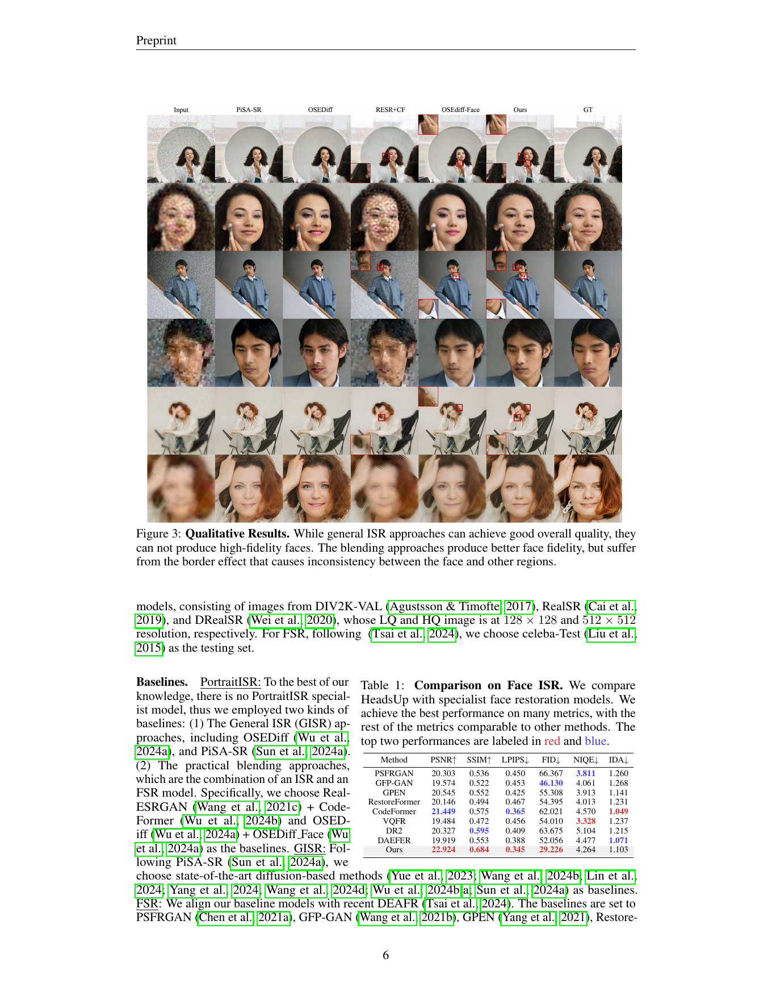 Preprint
Input PiSA-SR OSEDiff RESR+CF OSEdiff-Face Ours GT
Figure 3: Qualitative Results. While general ISR approaches can achieve good overall quality, they
can not produce high-fidelity faces. The blending approaches produce better face fidelity, but suffer
from the border effect that causes inconsistency between the face and other regions.
models, consisting of images from DIV2K-VAL (Agustsson & Timofte, 2017), RealSR (Cai et al.,
2019), and DRealSR (Wei et al., 2020), whose LQ and HQ image is at 128 × 128 and 512 × 512
resolution, respectively. For FSR, following (Tsai et al., 2024), we choose celeba-Test (Liu et al.,
2015) as the testing set.
Baselines. PortraitISR: To the best of our
knowledge, there is no PortraitISR special-
ist model, thus we employed two kinds of
baselines: (1) The General ISR (GISR) ap-
proaches, including OSEDiff (Wu et al.,
2024a), and PiSA-SR (Sun et al., 2024a).
(2) The practical blending approaches,
which are the combination of an ISR and an
FSR model. Specifically, we choose Real-
ESRGAN (Wang et al., 2021c) + Code-
Former (Wu et al., 2024b) and OSED-
iff (Wu et al., 2024a) + OSEDiff_Face (Wu
et al., 2024a) as the baselines. GISR: Fol-
lowing PiSA-SR (Sun et al., 2024a), we
Table 1: Comparison on Face ISR. We compare
HeadsUp with specialist face restoration models. We
achieve the best performance on many metrics, with the
rest of the metrics comparable to other methods. The
top two performances are labeled in red and blue.
Method PSNR↑ SSIM↑ LPIPS↓ FID↓ NIQE↓ IDA↓
PSFRGAN 20.303 0.536 0.450 66.367 3.811 1.260
GFP-GAN 19.574 0.522 0.453 46.130 4.061 1.268
GPEN 20.545 0.552 0.425 55.308 3.913 1.141
RestoreFormer 20.146 0.494 0.467 54.395 4.013 1.231
CodeFormer 21.449 0.575 0.365 62.021 4.570 1.049
VQFR 19.484 0.472 0.456 54.010 3.328 1.237
DR2 20.327 0.595 0.409 63.675 5.104 1.215
DAEFER 19.919 0.553 0.388 52.056 4.477 1.071
Ours 22.924 0.684 0.345 29.226 4.264 1.103
choose state-of-the-art diffusion-based methods (Yue et al., 2023; Wang et al., 2024b; Lin et al.,
2024; Yang et al., 2024; Wang et al., 2024d; Wu et al., 2024b;a; Sun et al., 2024a) as baselines.
FSR: We align our baseline models with recent DEAFR (Tsai et al., 2024). The baselines are set to
PSFRGAN (Chen et al., 2021a), GFP-GAN (Wang et al., 2021b), GPEN (Yang et al., 2021), Restore-
6